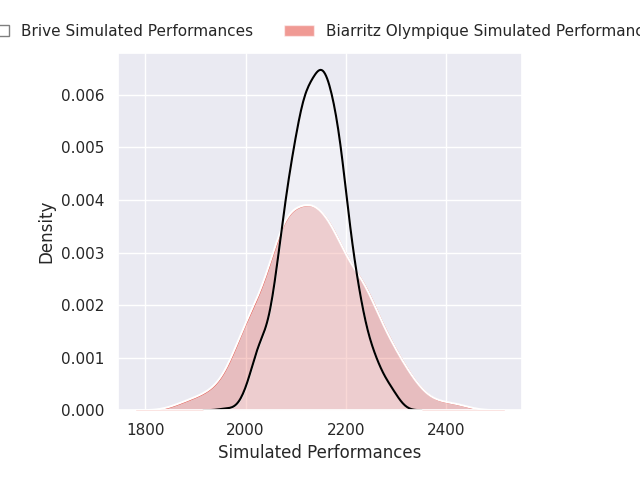 Brive Simulated Performances
Biarritz Olympique Simulated
0.006
0.005
0.004
0.003
0.002
0.001
0.000
Density
1800
2000
2200
2400
Simulated Performances